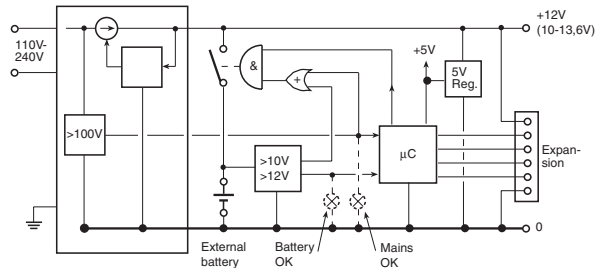 110V-
240V
>100V
&
+
>10V
>12V
+5V
5V
Reg.
µC
+12V
(10-13,6V)
Expan-
sion
0
External
battery
Battery
OK
Mains
OK